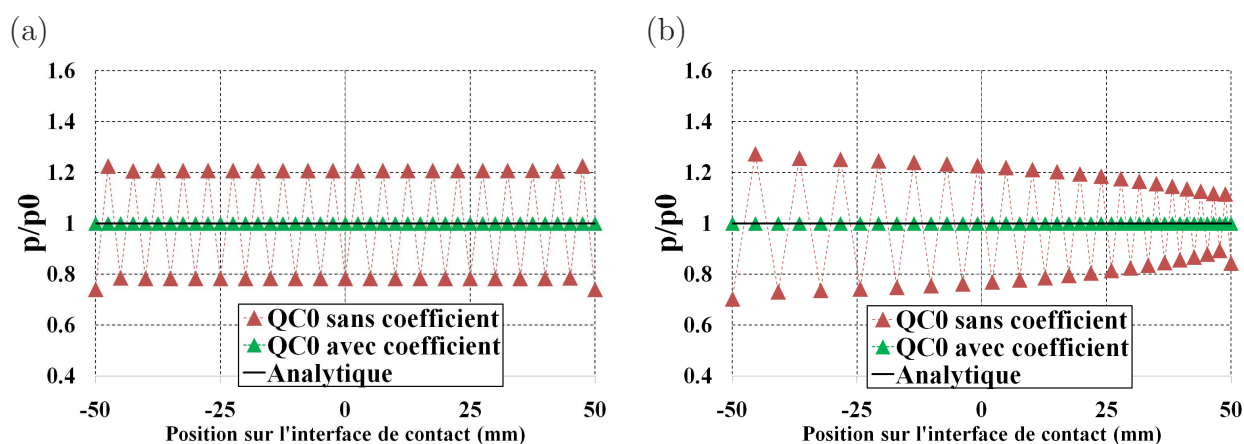 (a)
(b)
p/p0
1.6
1.4
1.2
1
0.8
0.6
0.4
QC0 sans coefficient
QC0 avec coefficient
Analytique
-50 -25 0 25 50
Position sur l'interface de contact (mm)
p/p0
1.6
1.4
1.2
1
0.8
0.6
0.4
QC0 sans coefficient
QC0 avec coefficient
Analytique
-50 -25 0 25 50
Position sur l'interface de contact (mm)